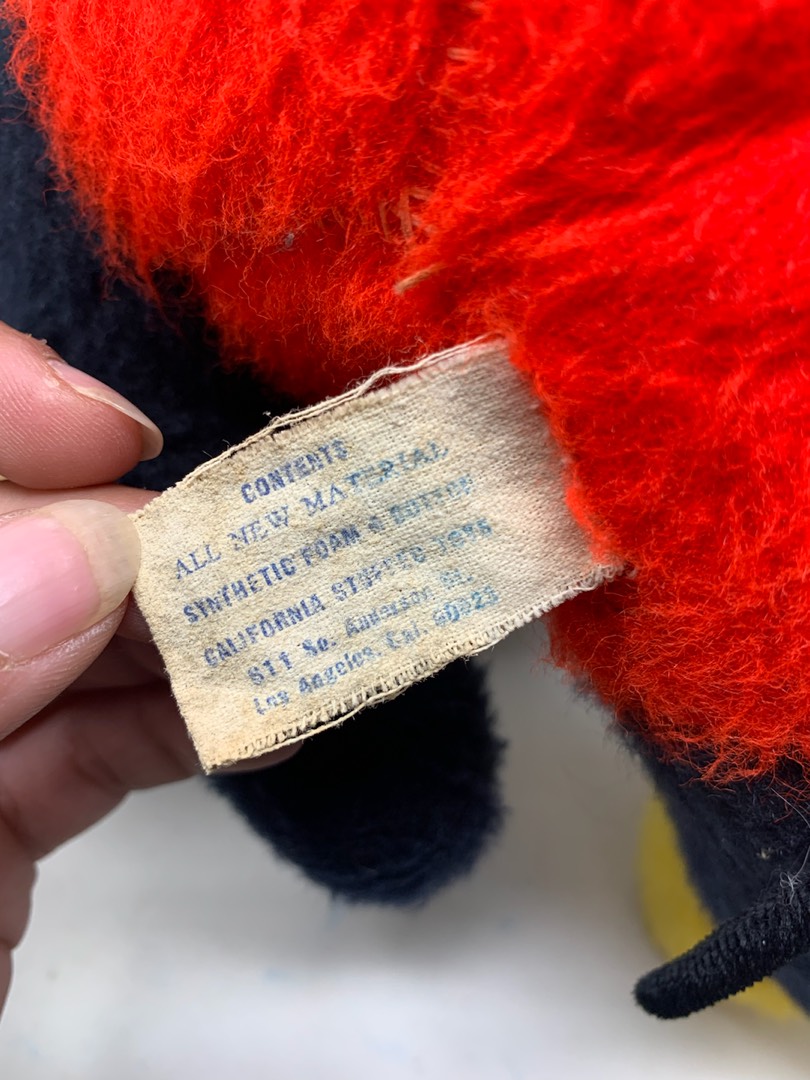 CONTENTS
ALL NEW MATERIAL
SYNTHETIC FOAM & COTTON
CALIFORNIA STUFFED TOYS
611 So. Anderson St.
Los Angeles, Cal. 90023